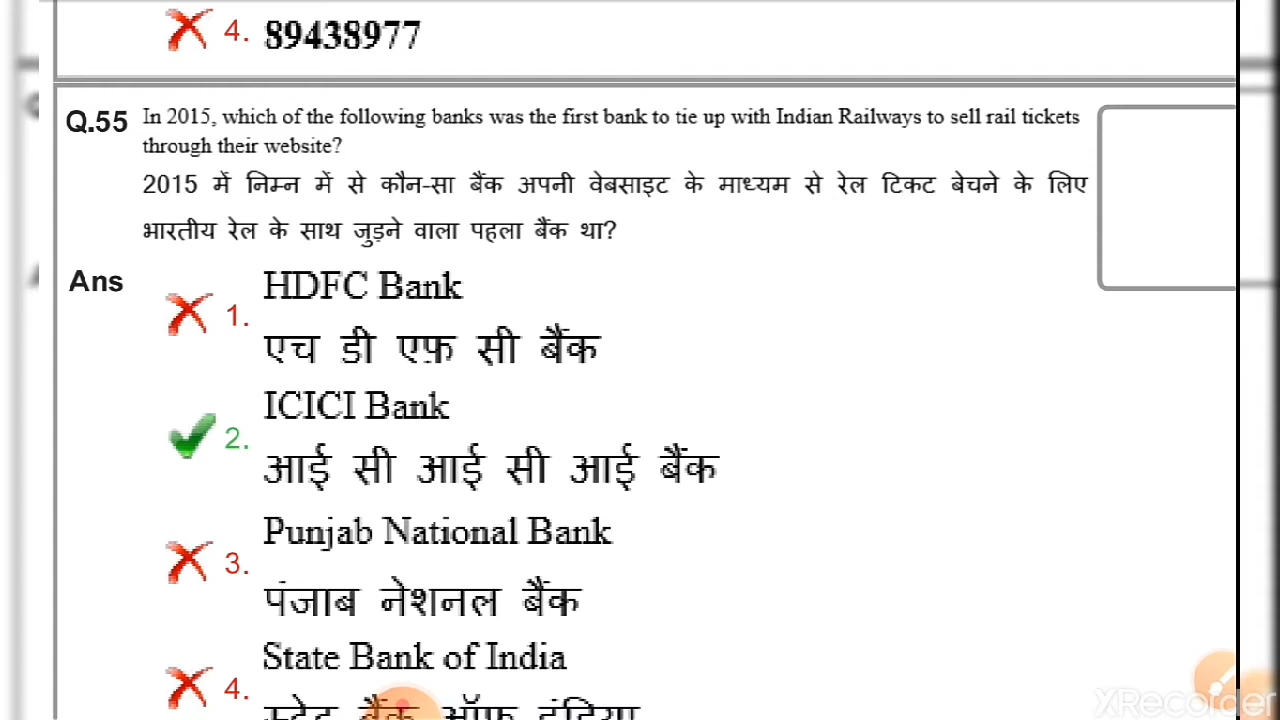 4. 89438977
Q.55 In 2015, which of the following banks was the first bank to tie up with Indian Railways to sell rail tickets
through their website?
2015 में निम्न में से कौन-सा बैंक अपनी वेबसाइट के माध्यम से रेल टिकट बेचने के लिए
भारतीय रेल के साथ जुड़ने वाला पहला बैंक था?
Ans
HDFC Bank
1.
एच डी एफ़ सी बैंक
ICICI Bank
2.
आई सी आई सी आई बैंक
Punjab National Bank
3.
पंजाब नेशनल बैंक
State Bank of India
4.
स्टेट बैंक ऑफ इंडिया
XRecorder